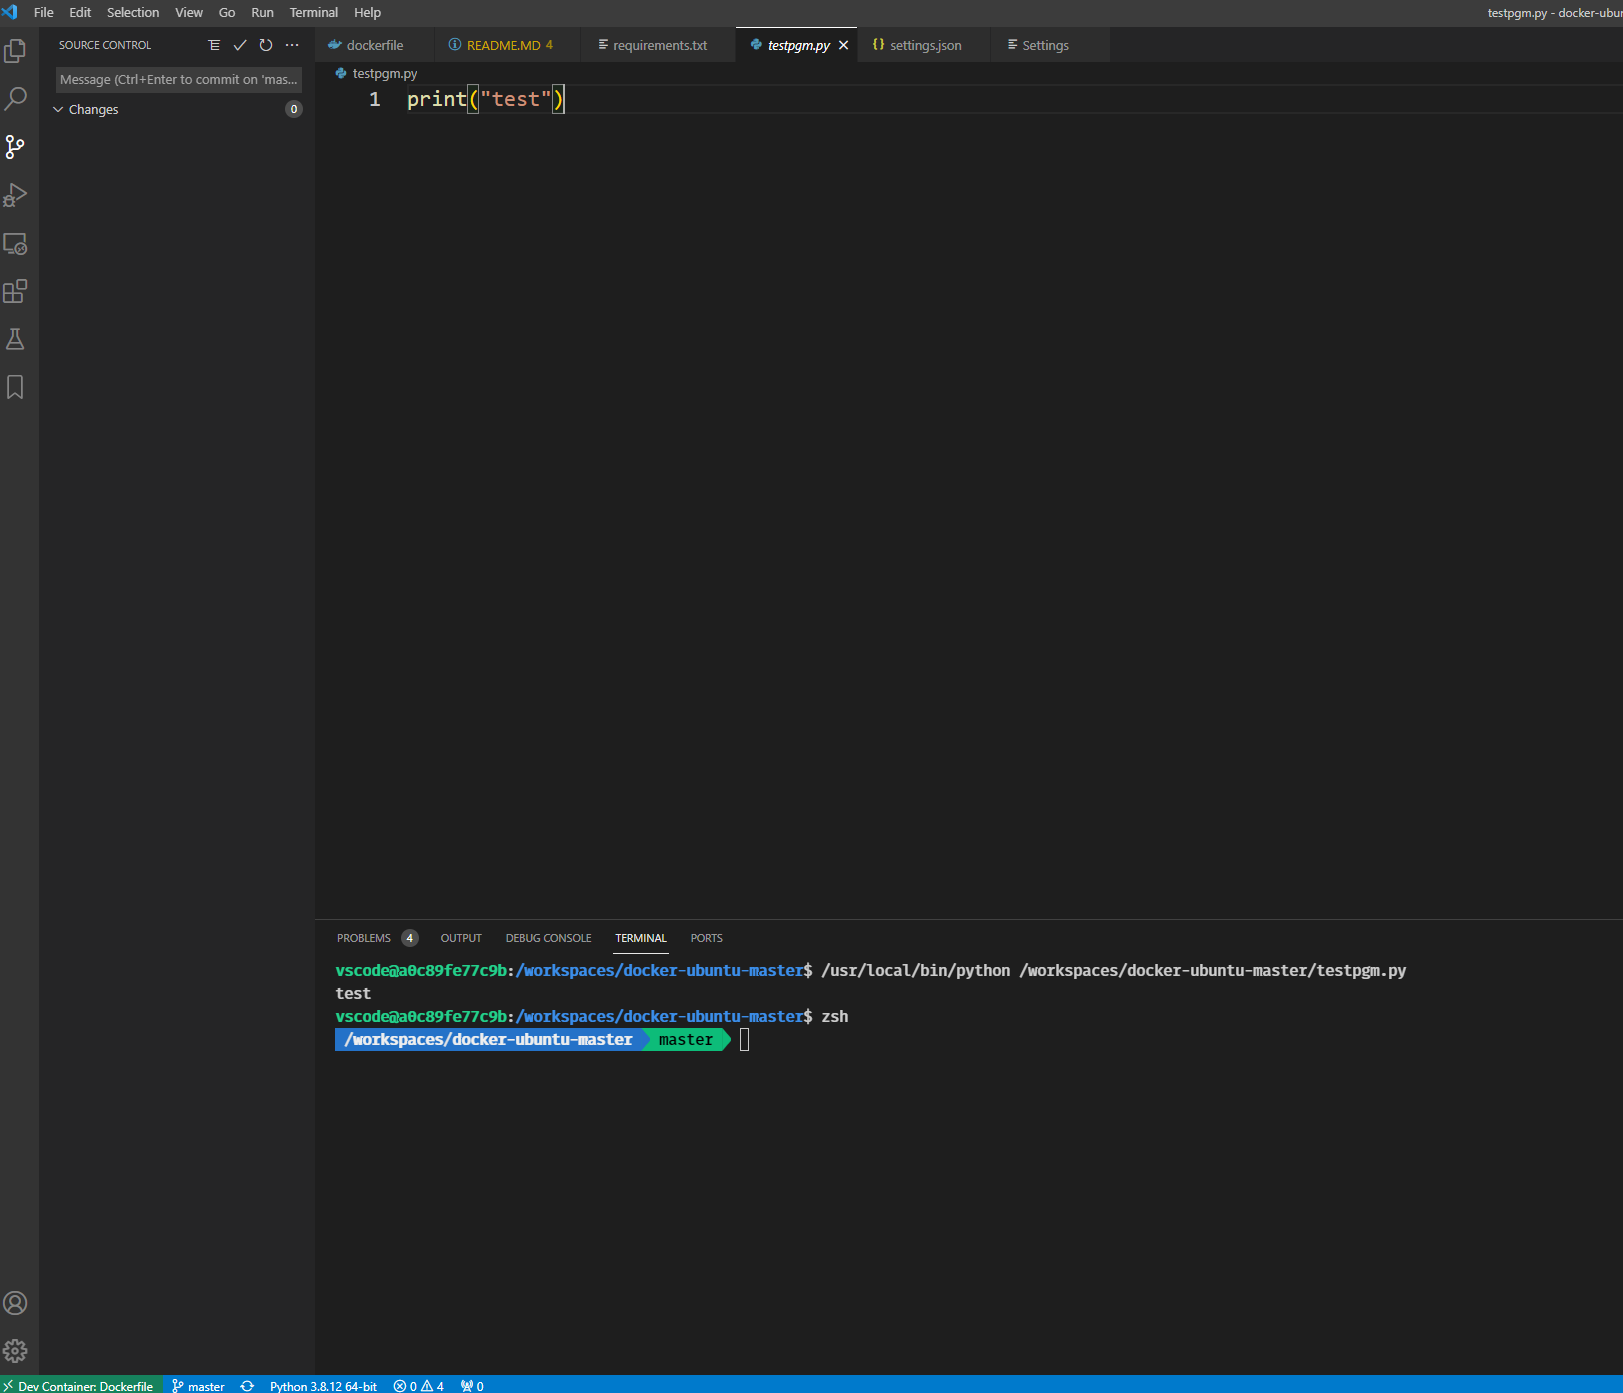 File Edit Selection View Go Run Terminal Help
testpgm.py - docker-ubun
SOURCE CONTROL
Message (Ctrl+Enter to commit on 'mas...
Changes 0
dockerfile README.MD 4 requirements.txt testpgm.py settings.json Settings
testpgm.py
1 print("test")
PROBLEMS 4 OUTPUT DEBUG CONSOLE TERMINAL PORTS
vscode@a0c89fe77c9b:/workspaces/docker-ubuntu-master$ /usr/local/bin/python /workspaces/docker-ubuntu-master/testpgm.py
test
vscode@a0c89fe77c9b:/workspaces/docker-ubuntu-master$ zsh
/workspaces/docker-ubuntu-master master
Dev Container: Dockerfile master Python 3.8.12 64-bit 0 4 0